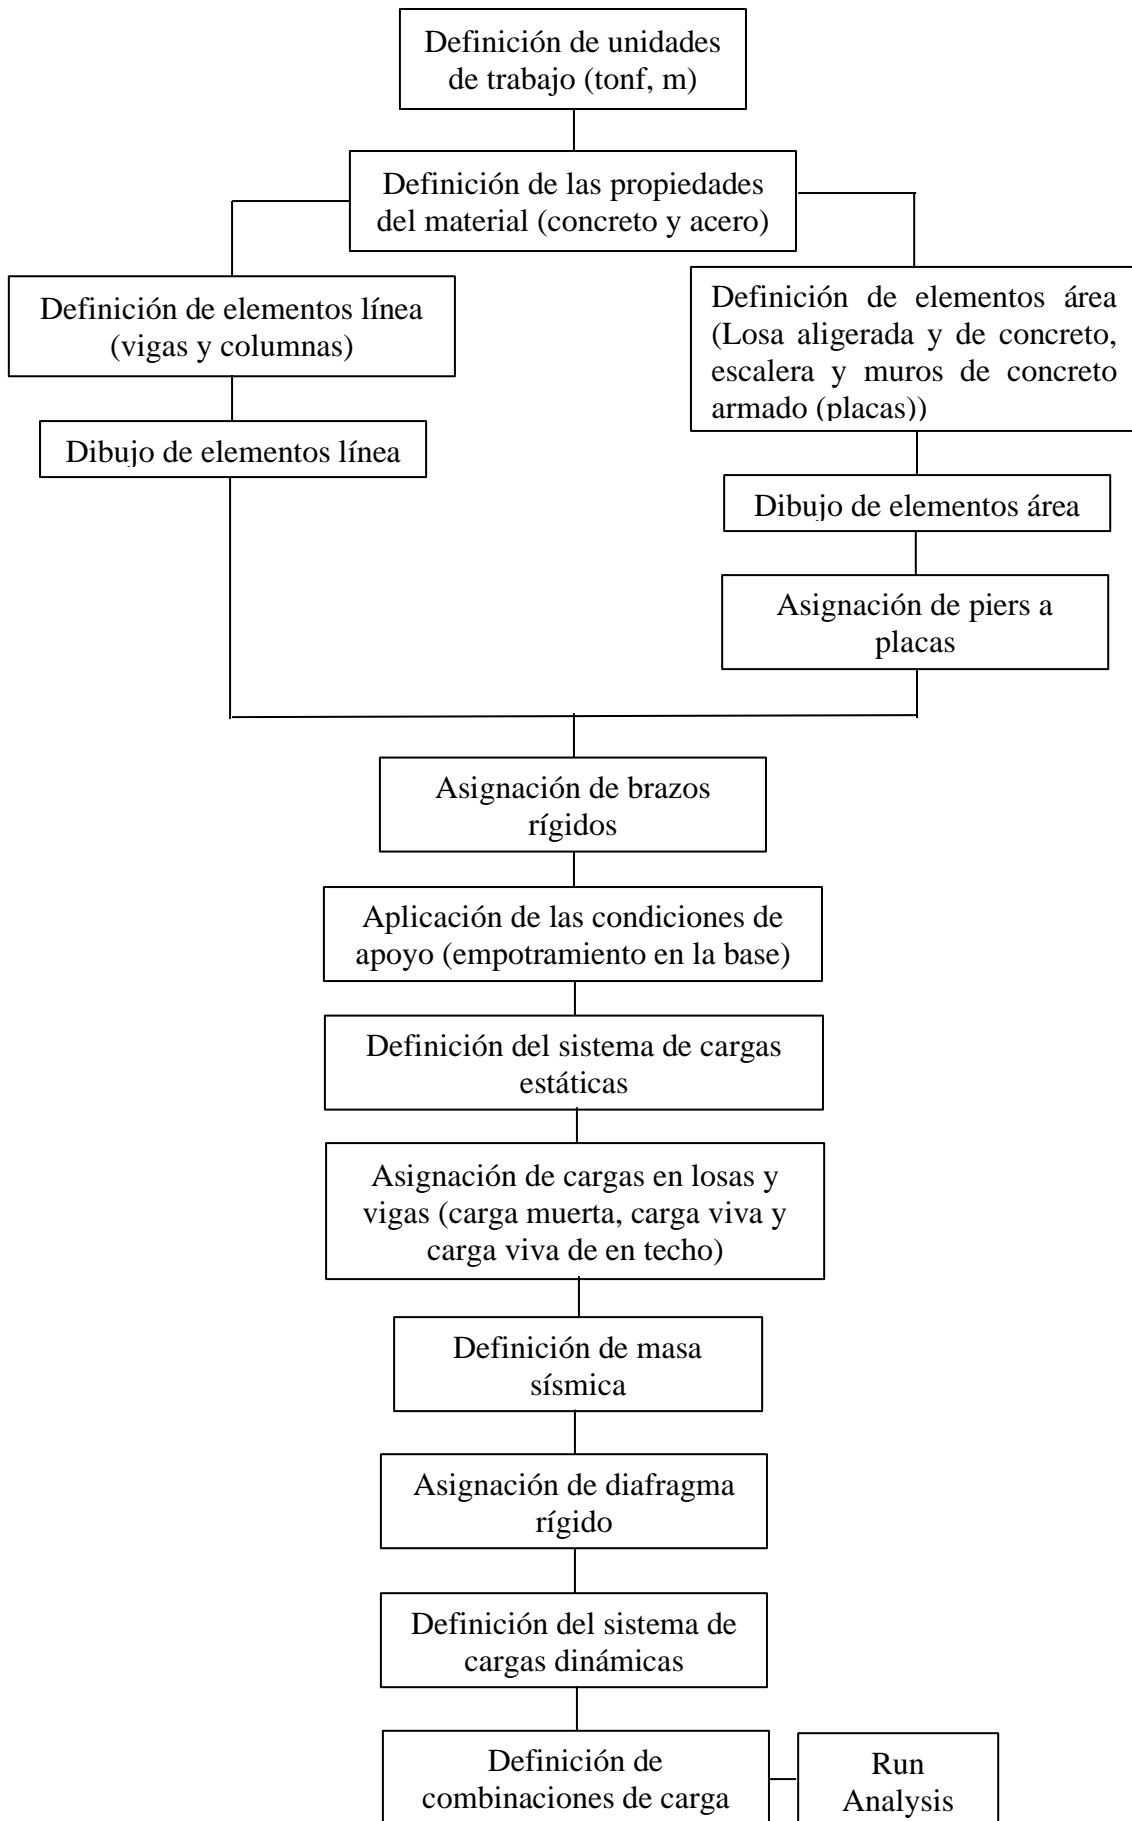 Definición de unidades
de trabajo (tonf, m)
Definición de las propiedades
del material (concreto y acero)
Definición de elementos línea
(vigas y columnas)
Dibujo de elementos línea
Definición de elementos área
(Losa aligerada y de concreto,
escalera y muros de concreto
armado (placas))
Dibujo de elementos área
Asignación de piers a
placas
Asignación de brazos
rígidos
Aplicación de las condiciones de
apoyo (empotramiento en la base)
Definición del sistema de cargas
estáticas
Asignación de cargas en losas y
vigas (carga muerta, carga viva y
carga viva de en techo)
Definición de masa
sísmica
Asignación de diafragma
rígido
Definición del sistema de
cargas dinámicas
Definición de
combinaciones de carga
Run
Analysis